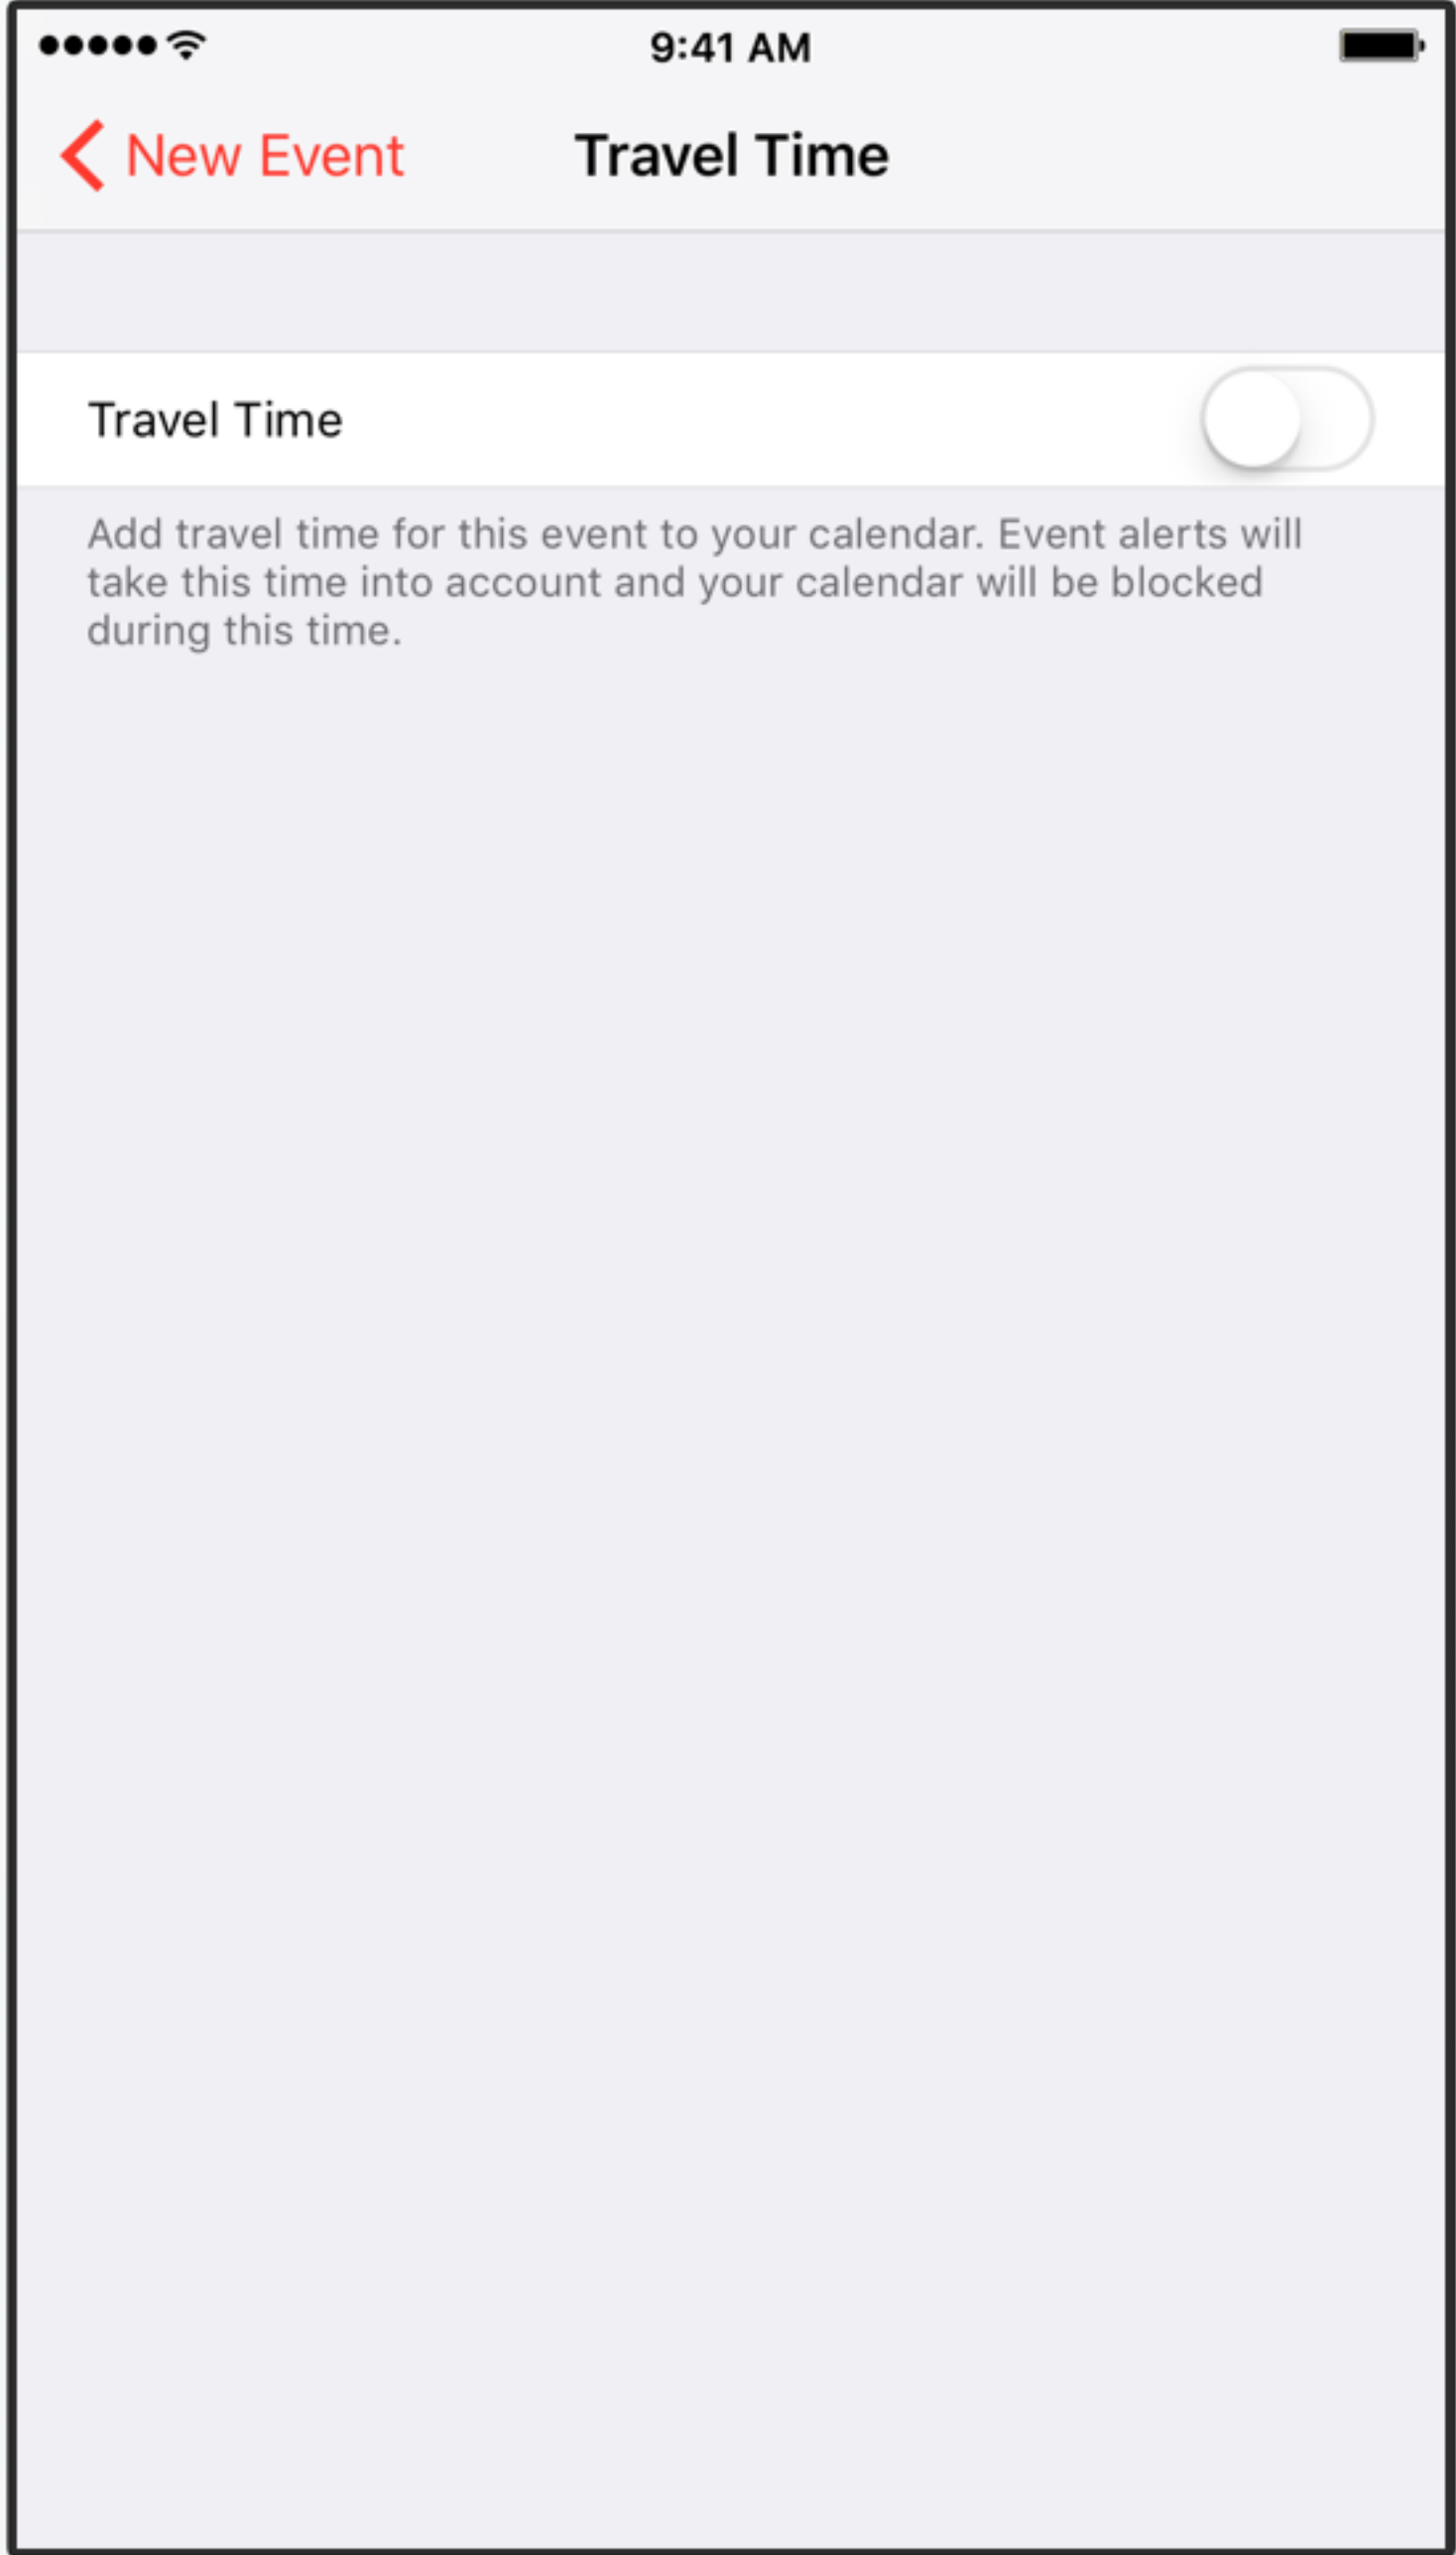 9:41 AM
New Event
Travel Time
Travel Time
Add travel time for this event to your calendar. Event alerts will
take this time into account and your calendar will be blocked
during this time.